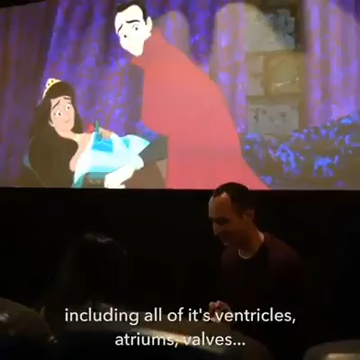 including all of it's ventricles,
atriums, valves...